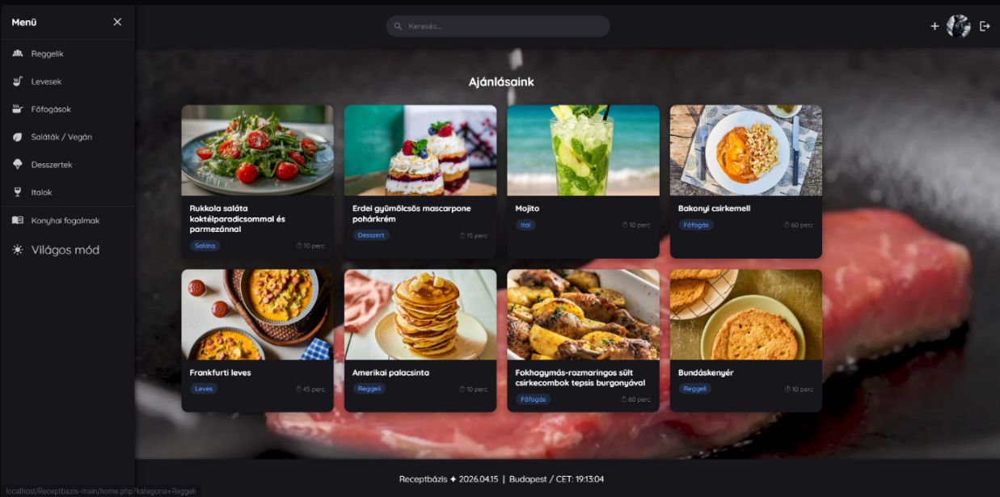 Menü
Keresés...
Reggelik
Levesek
Főfogások
Saláták / Vegán
Desszertek
Italok
Konyhai fogalmak
Világos mód
Ajánlásaink
Rukkola saláta
koktélparadicsommal és
parmezánnal
Saláta
10 perc
Erdei gyümölcsös mascarpone
pohárkrém
Desszert
15 perc
Mojito
Ital
10 perc
Bakonyi csirkemell
Főfogás
60 perc
Frankfurti leves
Leves
45 perc
Amerikai palacsinta
Reggeli
10 perc
Fokhagymás-rozmaringos sült
csirkecombok tepsis burgonyával
Főfogás
60 perc
Bundáskenyér
Reggeli
10 perc
Receptbázis ✦ 2026.04.15 | Budapest / CET: 19:13:04
localhost/Receptbazis-main/home.php?kategoria=Reggeli